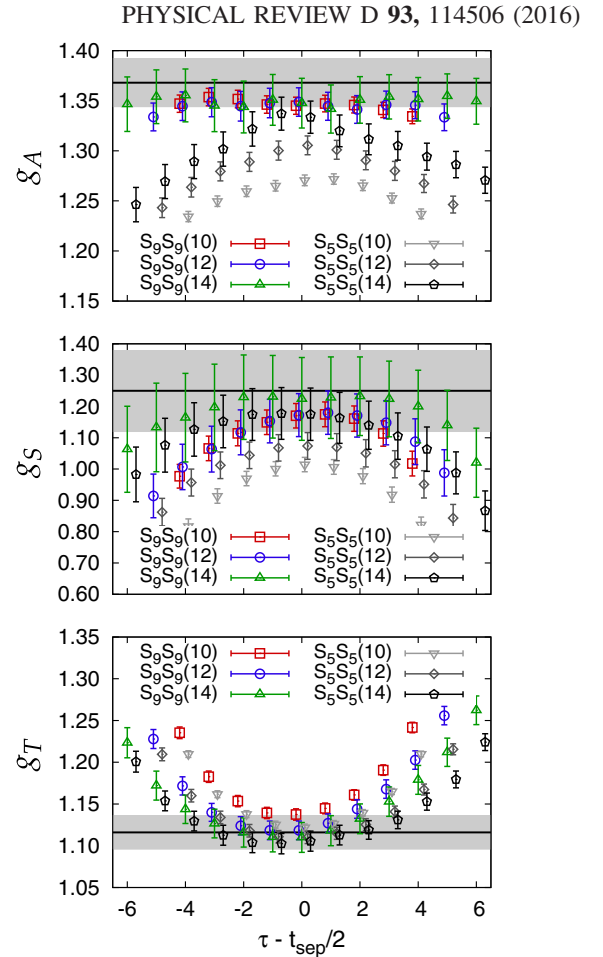 PHYSICAL REVIEW D 93, 114506 (2016)
1.40
1.35
1.30
1.25
1.20
1.15
g_A
S_9S_9(10)
S_9S_9(12)
S_9S_9(14)
S_5S_5(10)
S_5S_5(12)
S_5S_5(14)
1.40
1.30
1.20
1.10
1.00
0.90
0.80
0.70
0.60
g_S
S_9S_9(10)
S_9S_9(12)
S_9S_9(14)
S_5S_5(10)
S_5S_5(12)
S_5S_5(14)
1.35
1.30
1.25
1.20
1.15
1.10
1.05
g_T
S_9S_9(10)
S_9S_9(12)
S_9S_9(14)
S_5S_5(10)
S_5S_5(12)
S_5S_5(14)
-6 -4 -2 0 2 4 6
τ - t_sep/2